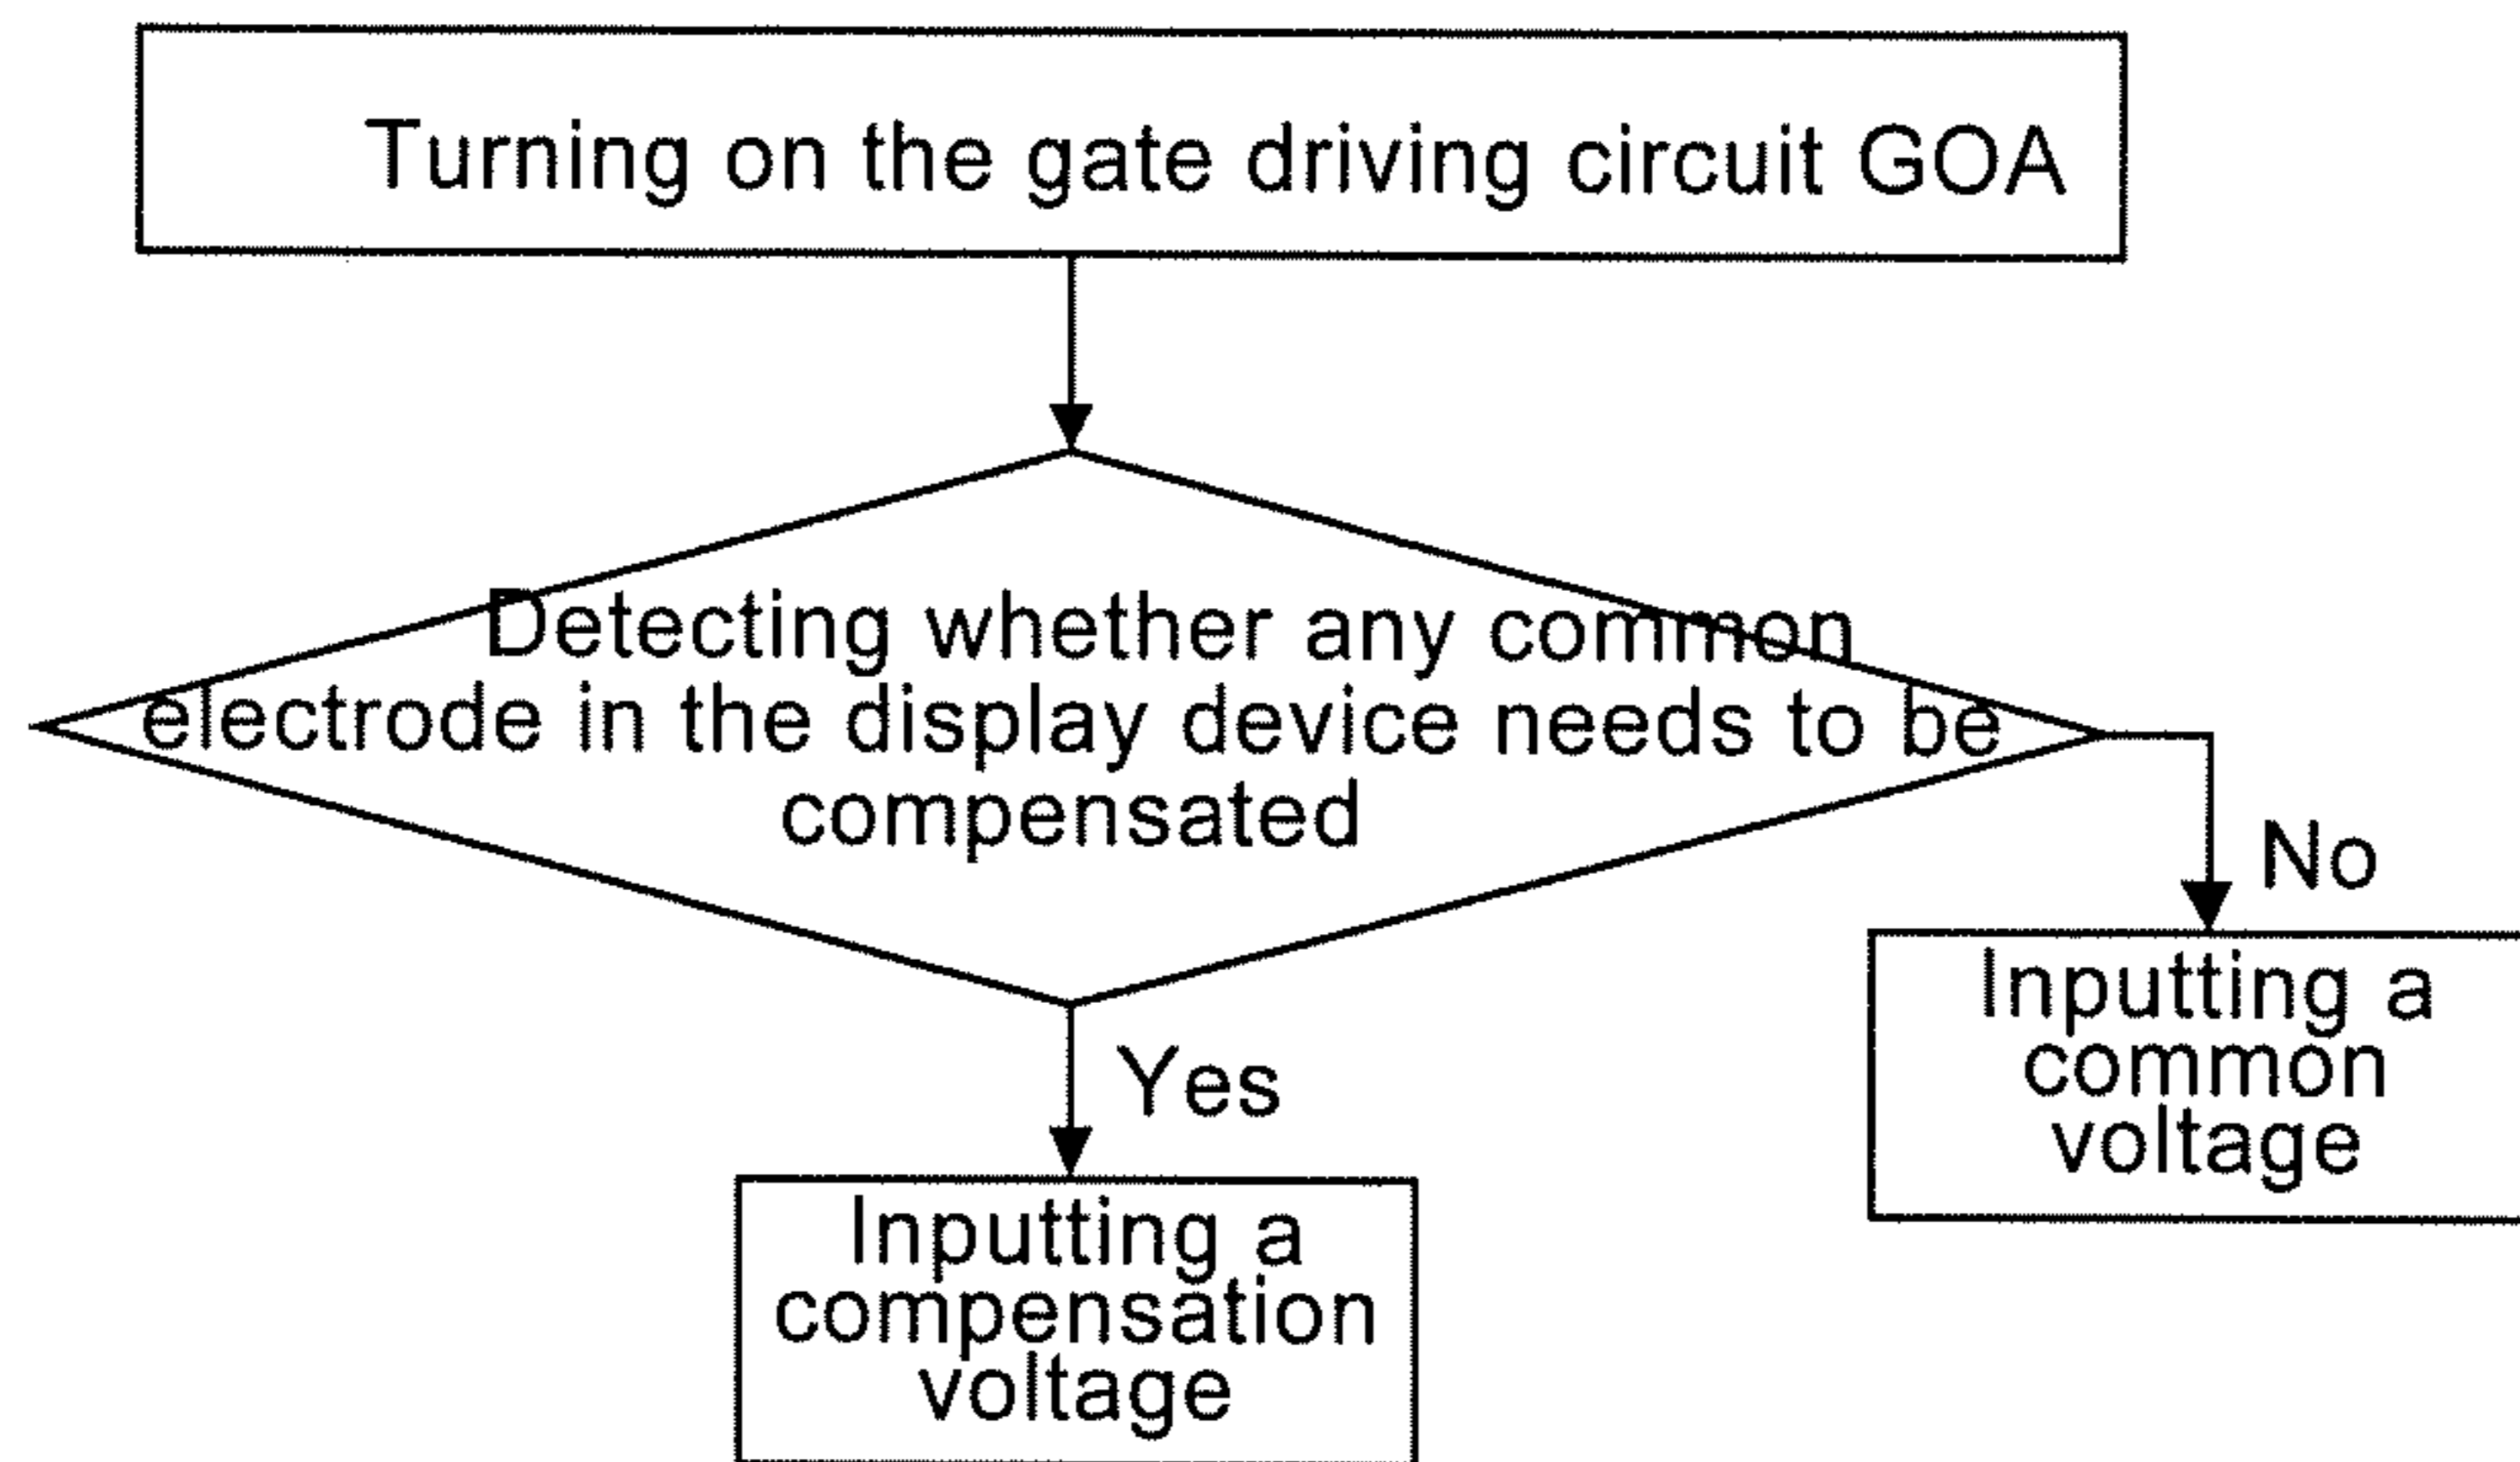 Turning on the gate driving circuit GOA
Detecting whether any common
electrode in the display device needs to be
compensated
No
Inputting a
common
voltage
Yes
Inputting a
compensation
voltage